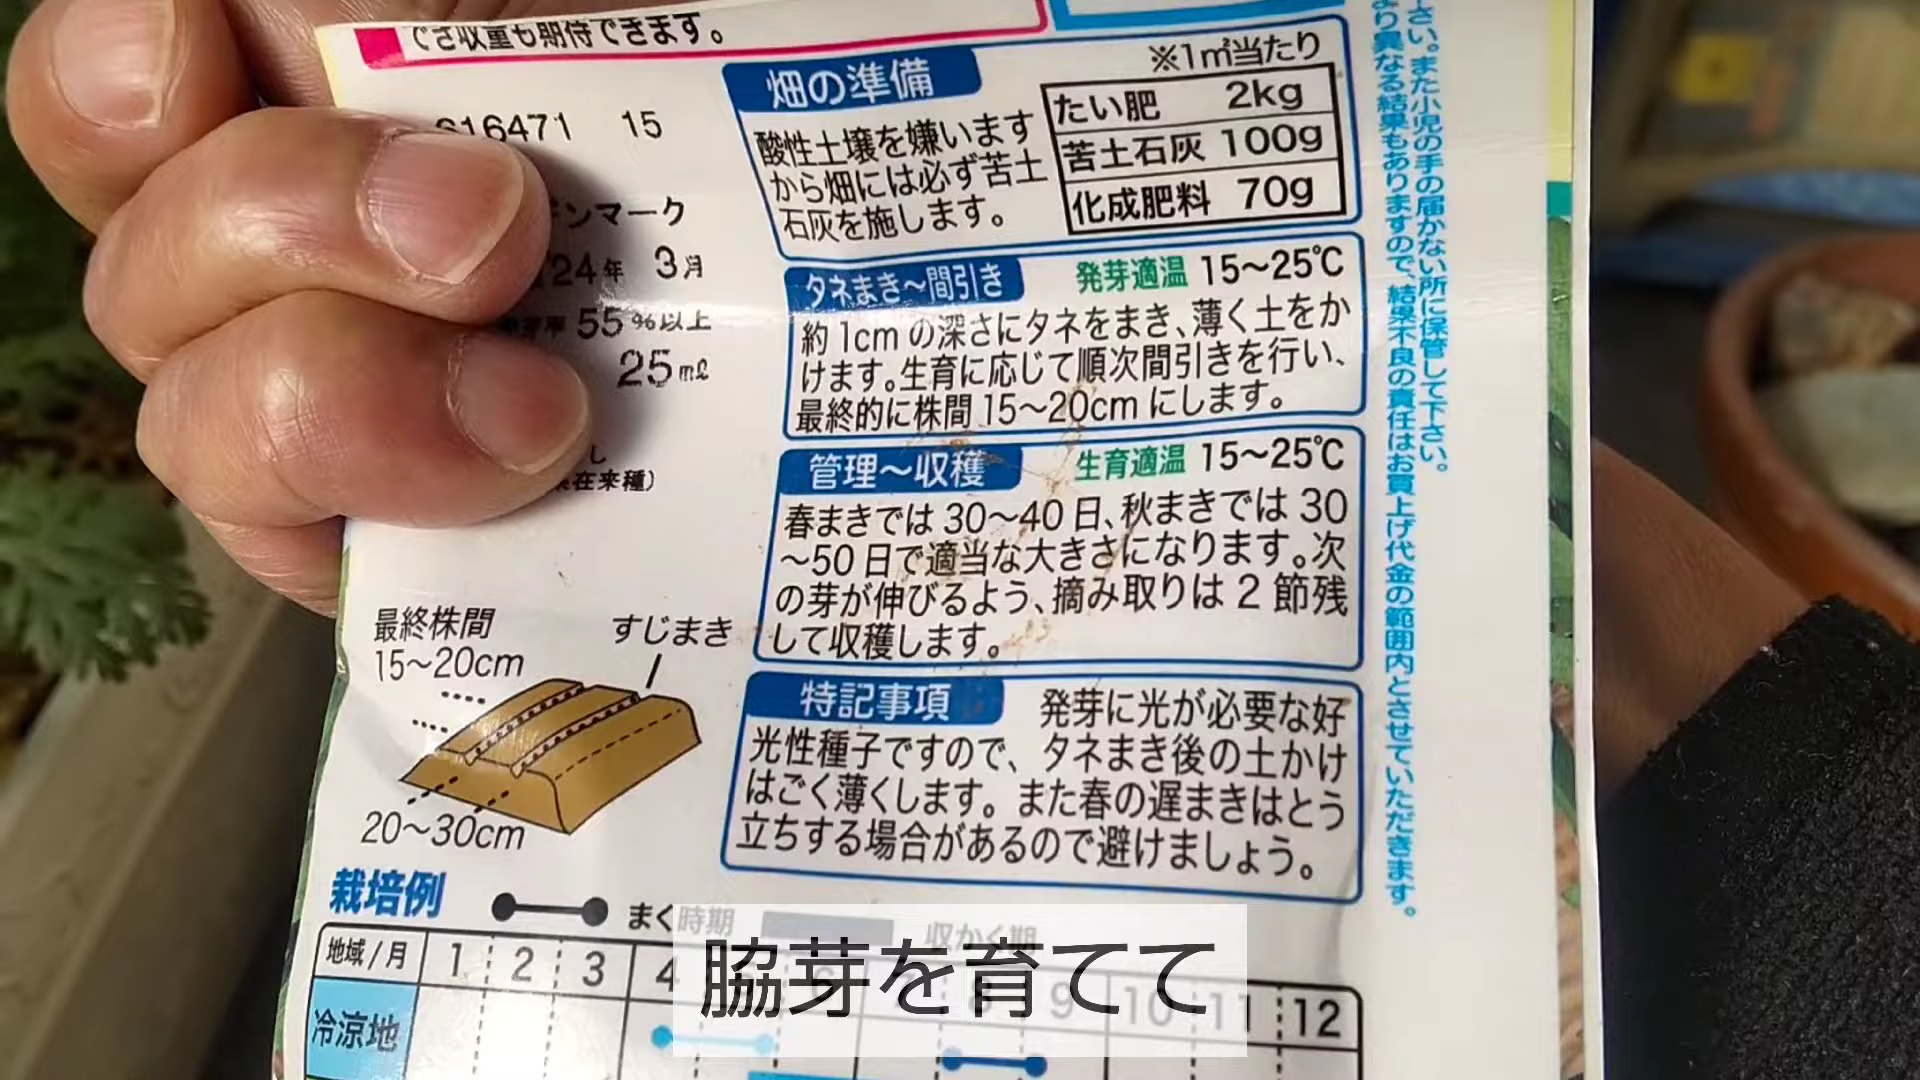 でき収量も期待できます。
16471 15
ンマーク
24年 3月
55%以上
25ml
し
在来種)
最終株間
15〜20cm
すじまき
20〜30cm
畑の準備
※1㎡当たり
酸性土壌を嫌います
から畑には必ず苦土
石灰を施します。
たい肥 2kg
苦土石灰 100g
化成肥料 70g
タネまき〜間引き 発芽適温 15〜25℃
約1cmの深さにタネをまき、薄く土をか
けます。生育に応じて順次間引きを行い、
最終的に株間15〜20cmにします。
管理〜収穫 生育適温 15〜25℃
春まきでは30〜40日、秋まきでは30
〜50日で適当な大きさになります。次
の芽が伸びるよう、摘み取りは2節残
して収穫します。
特記事項 発芽に光が必要な好
光性種子ですので、タネまき後の土かけ
はごく薄くします。また春の遅まきはとう
立ちする場合があるので避けましょう。
さい。また小児の手の届かない所に保管して下さい。
より異なる結果もありますので、結果不良の責任はお買上げ代金の範囲内とさせていただきます。
栽培例 まく時期 収かく期
地域/月 1 2 3 4 6 8 9 10 11 12
冷涼地
脇芽を育てて